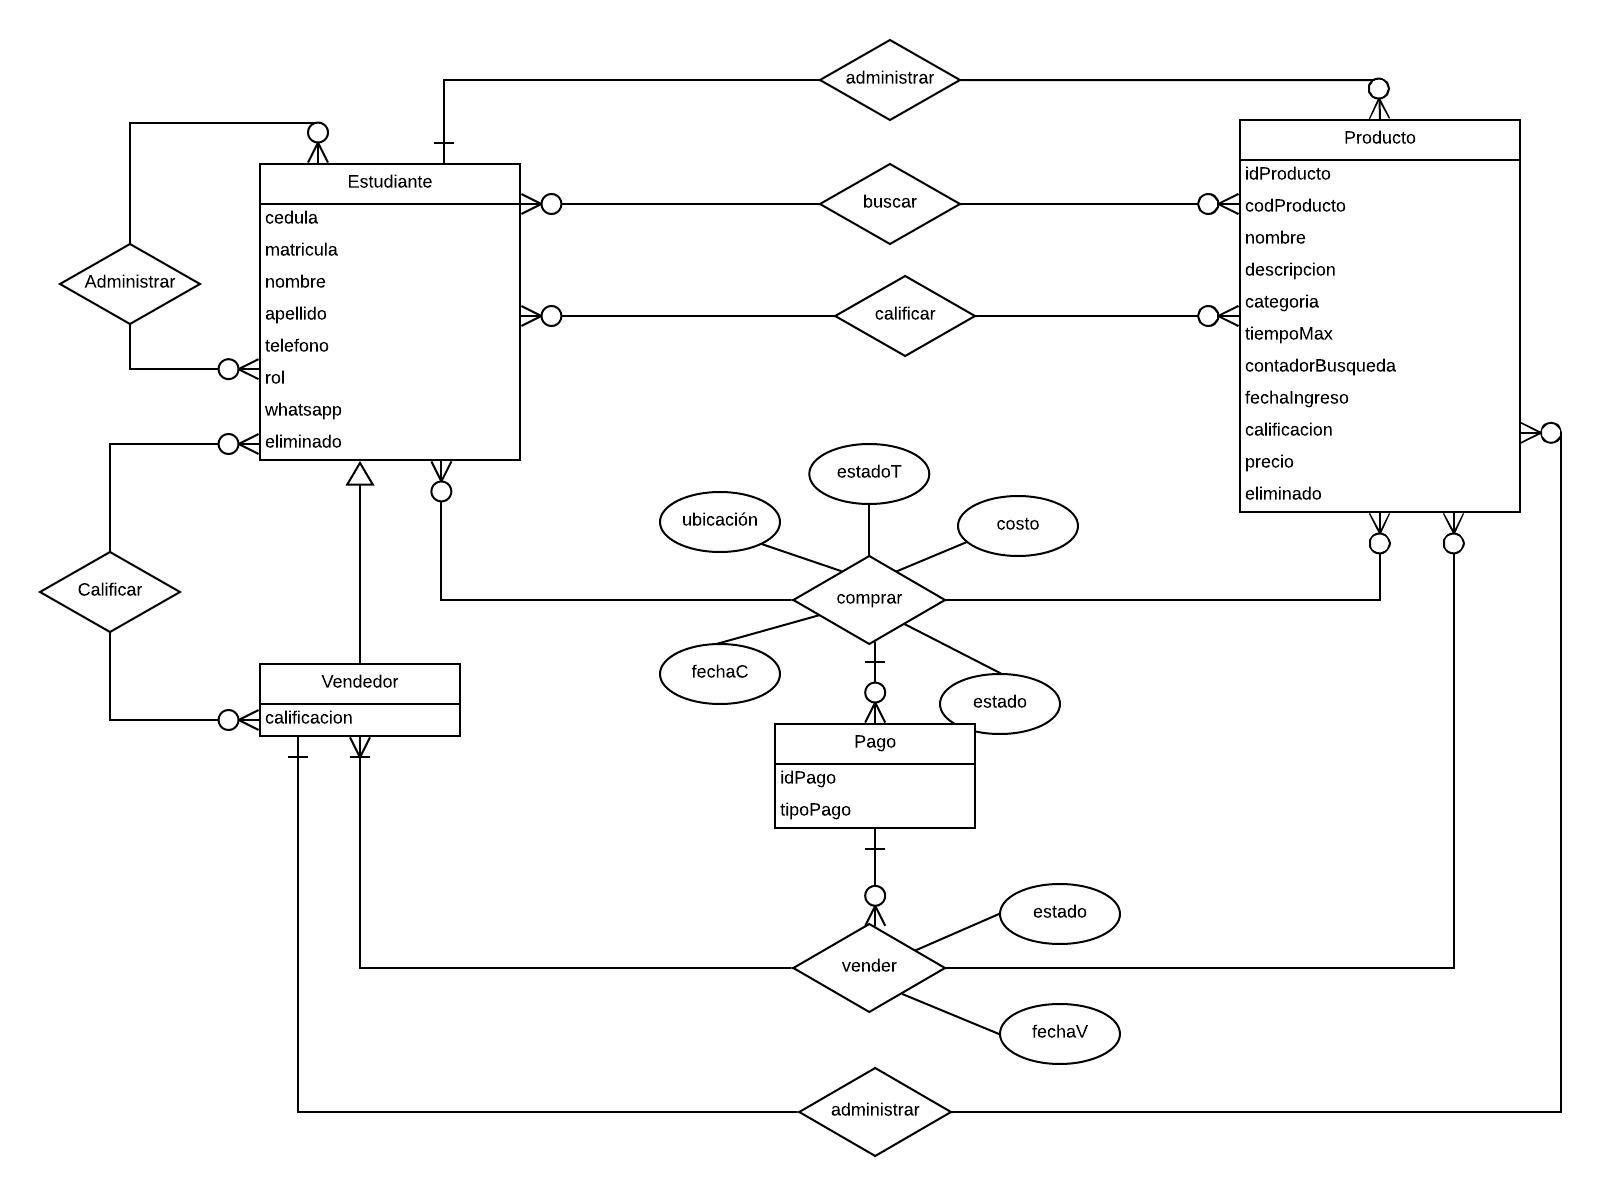 administrar
Producto
Estudiante
idProducto
buscar
codProducto
cedula
matricula
nombre
nombre
Administrar
descripcion
apellido
calificar
categoria
telefono
tiempoMax
rol
contadorBusqueda
whatsapp
fechaIngreso
eliminado
calificacion
precio
eliminado
estadoT
ubicación
costo
Calificar
comprar
fechaC
estado
Vendedor
calificacion
Pago
idPago
tipoPago
estado
vender
fechaV
administrar